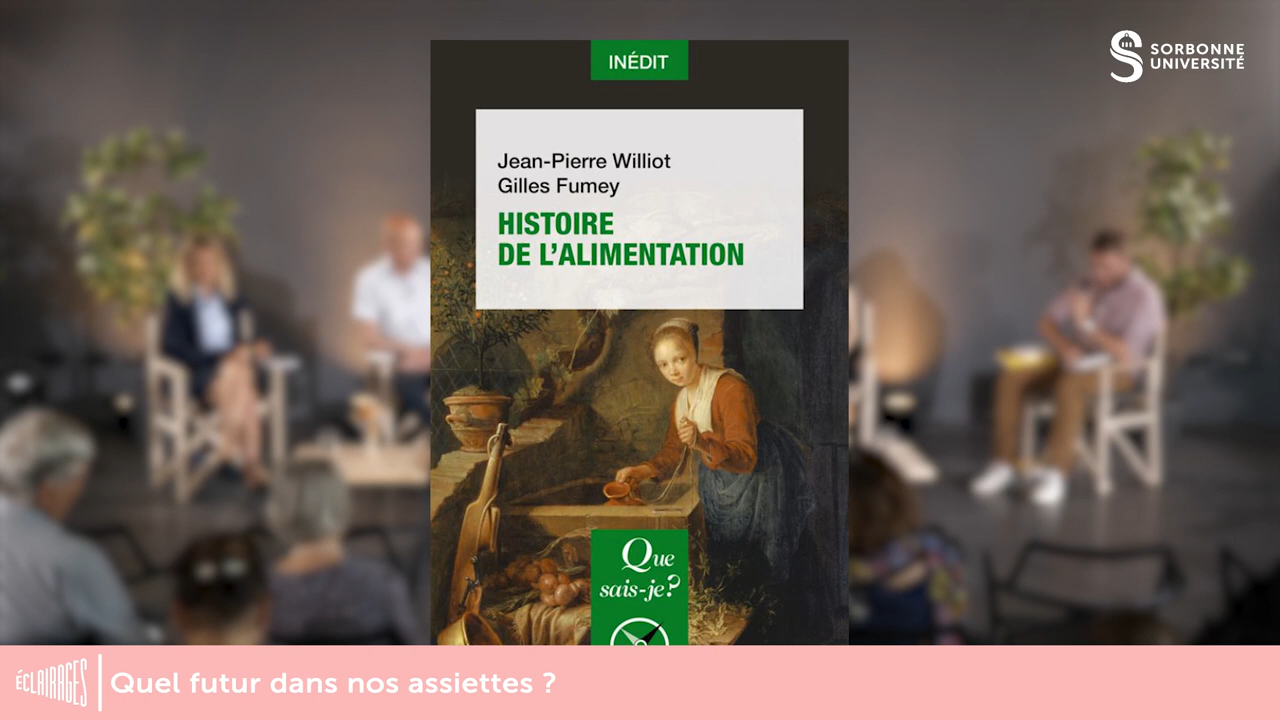 INÉDIT
SORBONNE
UNIVERSITÉ
Jean-Pierre Williot
Gilles Fumey
HISTOIRE
DE L'ALIMENTATION
Que
sais-je?
ÉCLAIRAGES
Quel futur dans nos assiettes ?